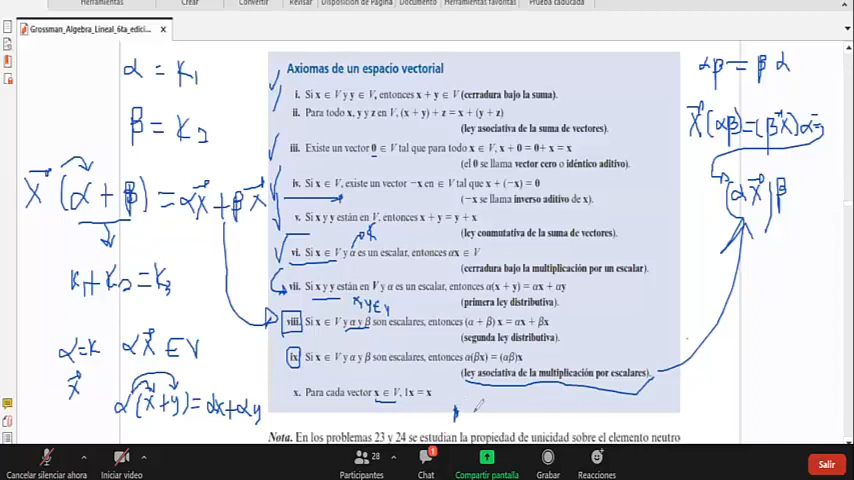 Herramientas Crear Convertir Revisar Disposición de Página Documento Herramientas favoritas Prueba caducada
Grossman_Algebra_Lineal_6ta_edici... ×
Axiomas de un espacio vectorial
i. Si x ∈ V y y ∈ V, entonces x + y ∈ V (cerradura bajo la suma).
ii. Para todo x, y y z en V, (x + y) + z = x + (y + z)
(ley asociativa de la suma de vectores).
iii. Existe un vector 0 ∈ V tal que para todo x ∈ V, x + 0 = 0 + x = x
(el 0 se llama vector cero o idéntico aditivo).
iv. Si x ∈ V, existe un vector −x en ∈ V tal que x + (−x) = 0
(−x se llama inverso aditivo de x).
v. Si x y y están en V, entonces x + y = y + x
(ley conmutativa de la suma de vectores).
vi. Si x ∈ V y α es un escalar, entonces αx ∈ V
(cerradura bajo la multiplicación por un escalar).
vii. Si x y y están en V y α es un escalar, entonces α(x + y) = αx + αy
(primera ley distributiva).
viii. Si x ∈ V y α y β son escalares, entonces (α + β)x = αx + βx
(segunda ley distributiva).
ix. Si x ∈ V y α y β son escalares, entonces α(βx) = (αβ)x
(ley asociativa de la multiplicación por escalares).
x. Para cada vector x ∈ V, 1x = x
Nota. En los problemas 23 y 24 se estudian la propiedad de unicidad sobre el elemento neutro
α = K₁
β = K₂
x⃗ (α + β) = αx⃗ + βx⃗
K₁ + K₂ = K₃
α = K αx⃗ ∈ V
x⃗
α(x⃗ + y) = αx + αy
αβ = β α
x⃗(αβ) = (βx⃗)α =
(αx⃗)β
Cancelar silenciar ahora
Iniciar video
28
Participantes
1
Chat
Compartir pantalla
Grabar
Reacciones
Salir